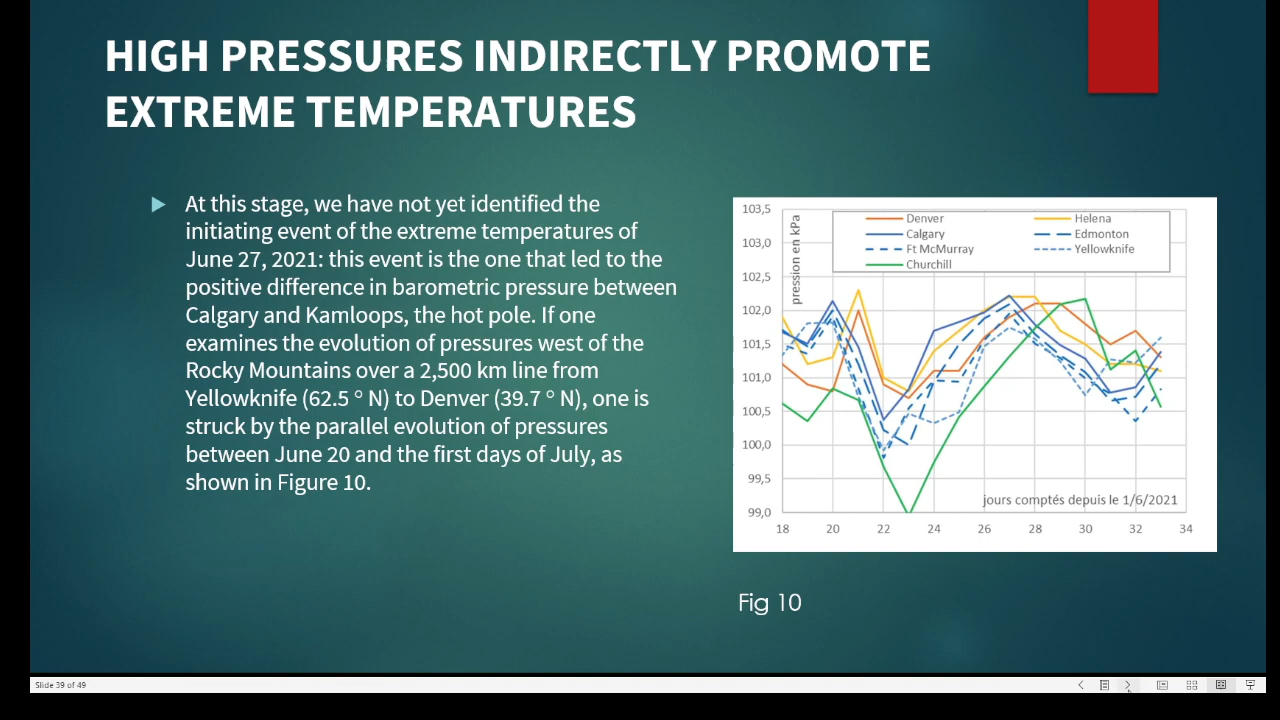 HIGH PRESSURES INDIRECTLY PROMOTE
EXTREME TEMPERATURES
At this stage, we have not yet identified the
initiating event of the extreme temperatures of
June 27, 2021: this event is the one that led to the
positive difference in barometric pressure between
Calgary and Kamloops, the hot pole. If one
examines the evolution of pressures west of the
Rocky Mountains over a 2,500 km line from
Yellowknife (62.5 ° N) to Denver (39.7 ° N), one is
struck by the parallel evolution of pressures
between June 20 and the first days of July, as
shown in Figure 10.
103,5
103,0
102,5
102,0
101,5
101,0
100,5
100,0
99,5
99,0
pression en kPa
Denver
Helena
Calgary
Edmonton
Ft McMurray
Yellowknife
Churchill
jours comptés depuis le 1/6/2021
18 20 22 24 26 28 30 32 34
Fig 10
Slide 39 of 49